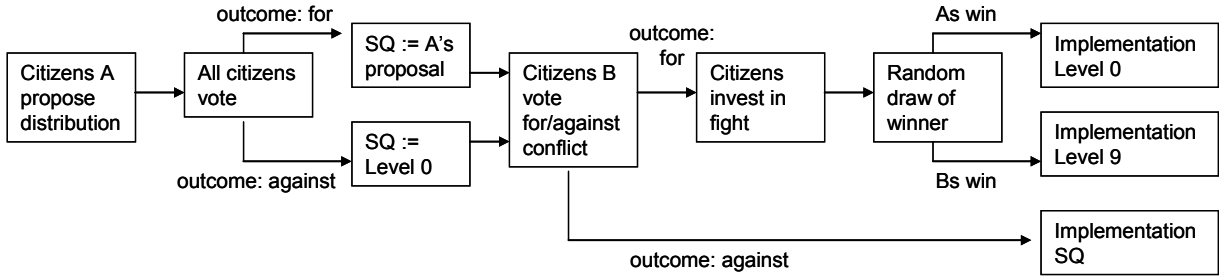 Citizens A
propose
distribution
outcome: for
All citizens
vote
outcome: against
SQ := A's
proposal
SQ :=
Level 0
Citizens B
vote
for/against
conflict
outcome:
for
outcome: against
Citizens
invest in
fight
Random
draw of
winner
As win
Bs win
Implementation
Level 0
Implementation
Level 9
Implementation
SQ